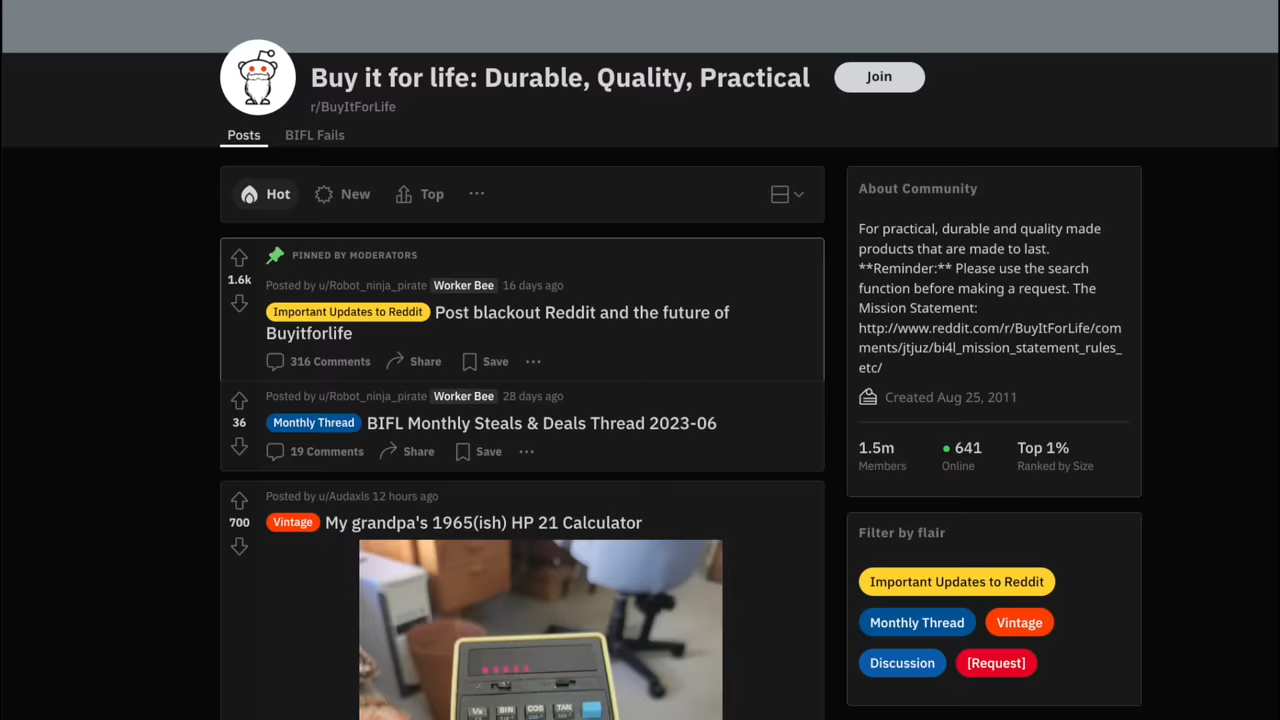 Buy it for life: Durable, Quality, Practical
Join
r/BuyItForLife
Posts
BIFL Fails
Hot
New
Top
PINNED BY MODERATORS
1.6k
Posted by u/Robot_ninja_pirate Worker Bee 16 days ago
Important Updates to Reddit Post blackout Reddit and the future of
Buyitforlife
316 Comments
Share
Save
Posted by u/Robot_ninja_pirate Worker Bee 28 days ago
36
Monthly Thread BIFL Monthly Steals & Deals Thread 2023-06
19 Comments
Share
Save
Posted by u/Audaxls 12 hours ago
700
Vintage My grandpa's 1965(ish) HP 21 Calculator
1/x BIN COS TAN
About Community
For practical, durable and quality made
products that are made to last.
**Reminder:** Please use the search
function before making a request. The
Mission Statement:
http://www.reddit.com/r/BuyItForLife/com
ments/jtjuz/bi4l_mission_statement_rules_
etc/
Created Aug 25, 2011
1.5m
Members
641
Online
Top 1%
Ranked by Size
Filter by flair
Important Updates to Reddit
Monthly Thread
Vintage
Discussion
[Request]